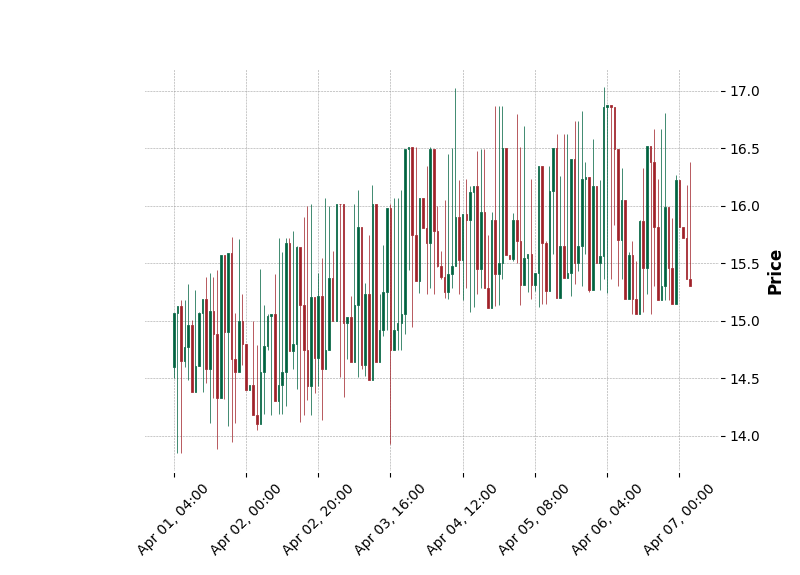 17.0
16.5
16.0
15.5
15.0
14.5
14.0
Price
Apr 01, 04:00
Apr 02, 00:00
Apr 02, 20:00
Apr 03, 16:00
Apr 04, 12:00
Apr 05, 08:00
Apr 06, 04:00
Apr 07, 00:00